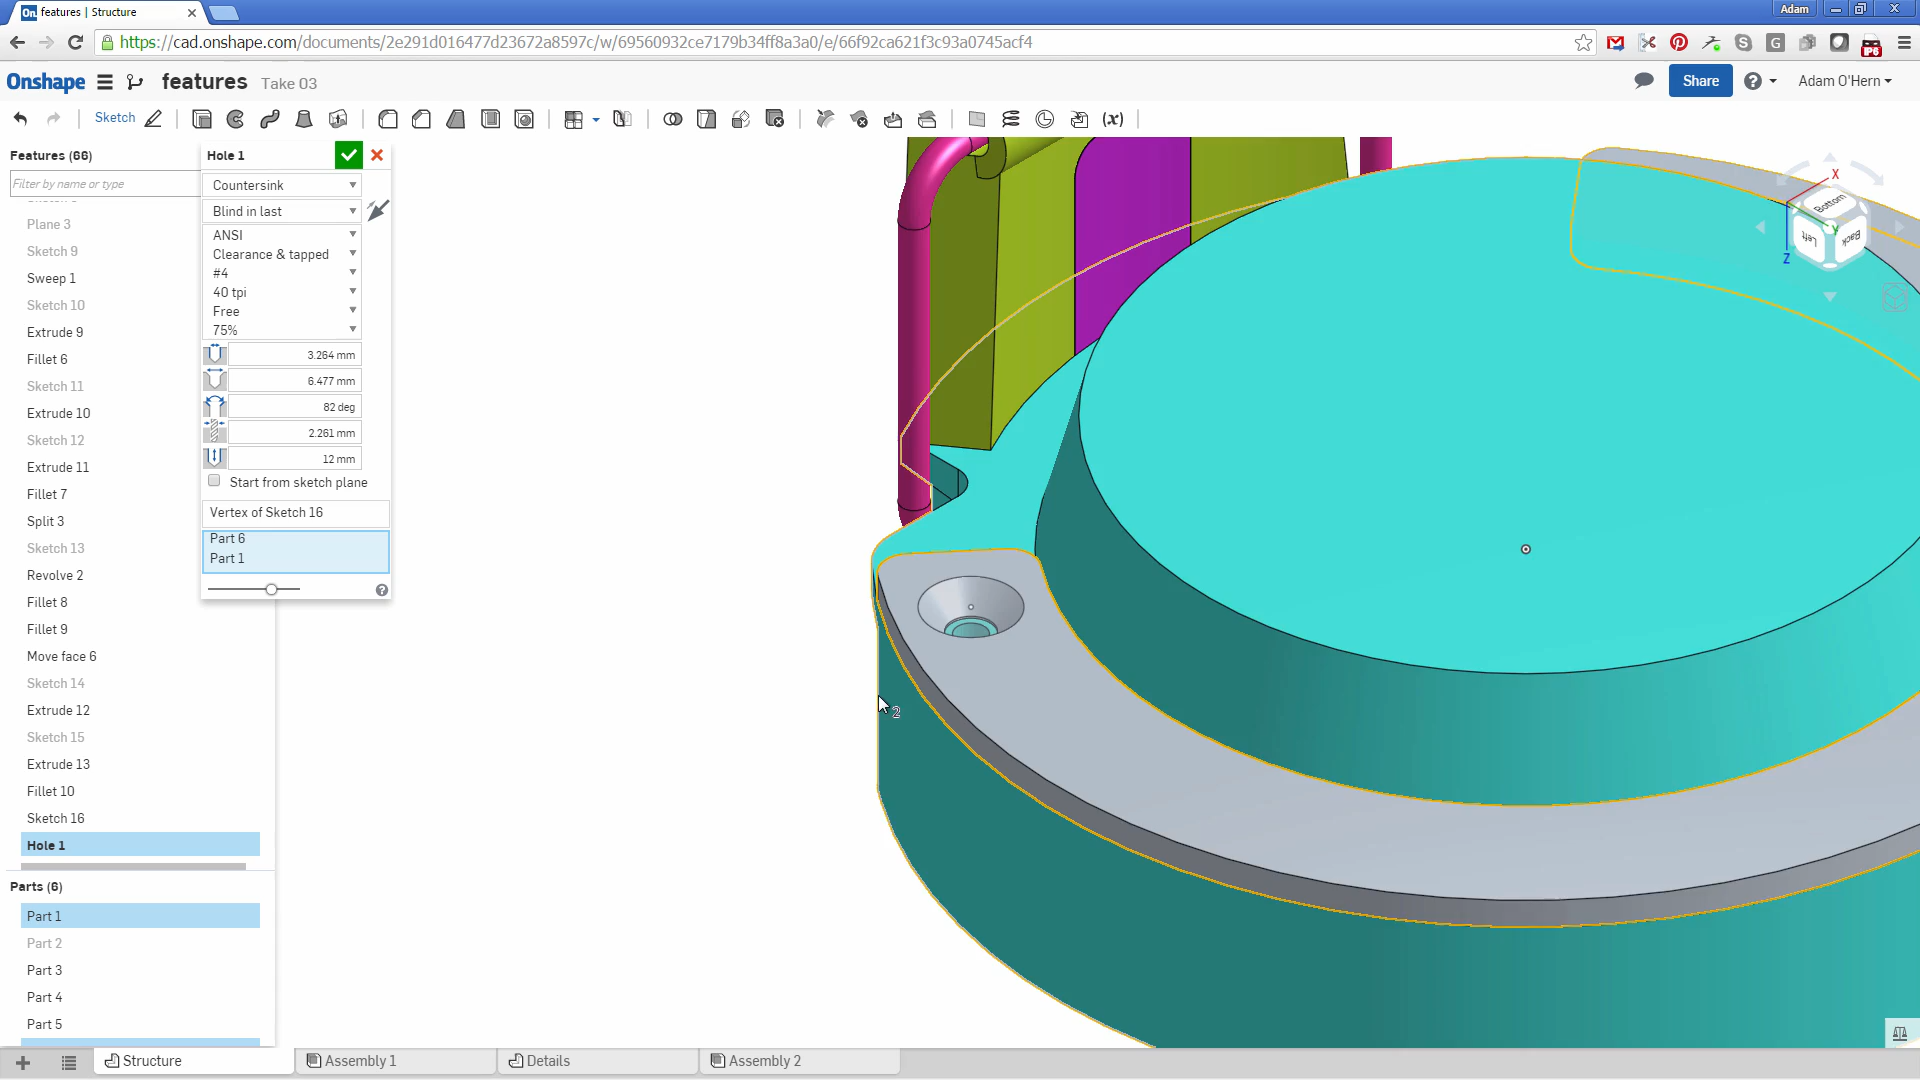 On features | Structure
Adam
https://cad.onshape.com/documents/2e291d016477d23672a8597c/w/69560932ce7179b34ff8a3a0/e/66f92ca621f3c93a0745acf4
IP6
Onshape features Take 03
Share
Adam O'Hern
Sketch
(x)
Features (66)
Filter by name or type
Plane 3
Sketch 9
Sweep 1
Sketch 10
Extrude 9
Fillet 6
Sketch 11
Extrude 10
Sketch 12
Extrude 11
Fillet 7
Split 3
Sketch 13
Revolve 2
Fillet 8
Fillet 9
Move face 6
Sketch 14
Extrude 12
Sketch 15
Extrude 13
Fillet 10
Sketch 16
Hole 1
Parts (6)
Part 1
Part 2
Part 3
Part 4
Part 5
Hole 1
Countersink
Blind in last
ANSI
Clearance & tapped
#4
40 tpi
Free
75%
3.264 mm
6.477 mm
82 deg
2.261 mm
12 mm
Start from sketch plane
Vertex of Sketch 16
Part 6
Part 1
2
X
Bottom
Y
Left
Back
Z
Structure
Assembly 1
Details
Assembly 2